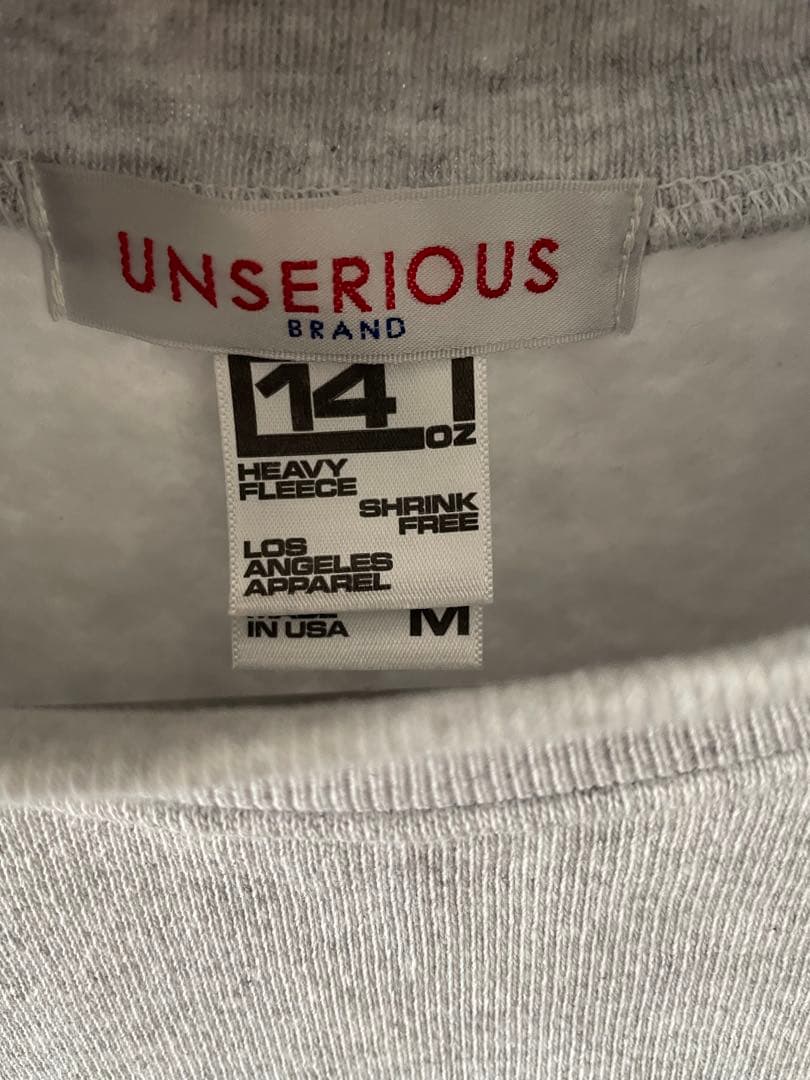 UNSERIOUS
BRAND
14
OZ
HEAVY
FLEECE
SHRINK
FREE
LOS
ANGELES
APPAREL
IN USA M